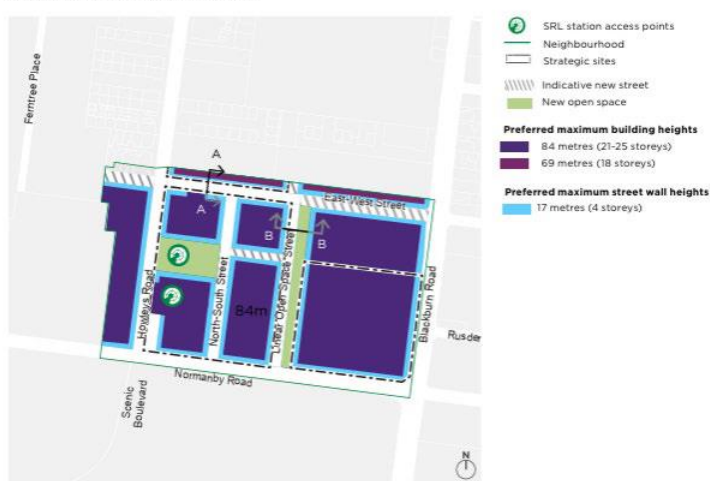 Ferntree Place
A
A
East-West Street
B
B
Howleys Road
North-South Street
84m
Linear Open Space Street
Blackburn Road
Rusde
Normanby Road
Scenic
Boulevard
N
SRL station access points
Neighbourhood
Strategic sites
Indicative new street
New open space
Preferred maximum building heights
84 metres (21-25 storeys)
69 metres (18 storeys)
Preferred maximum street wall heights
17 metres (4 storeys)